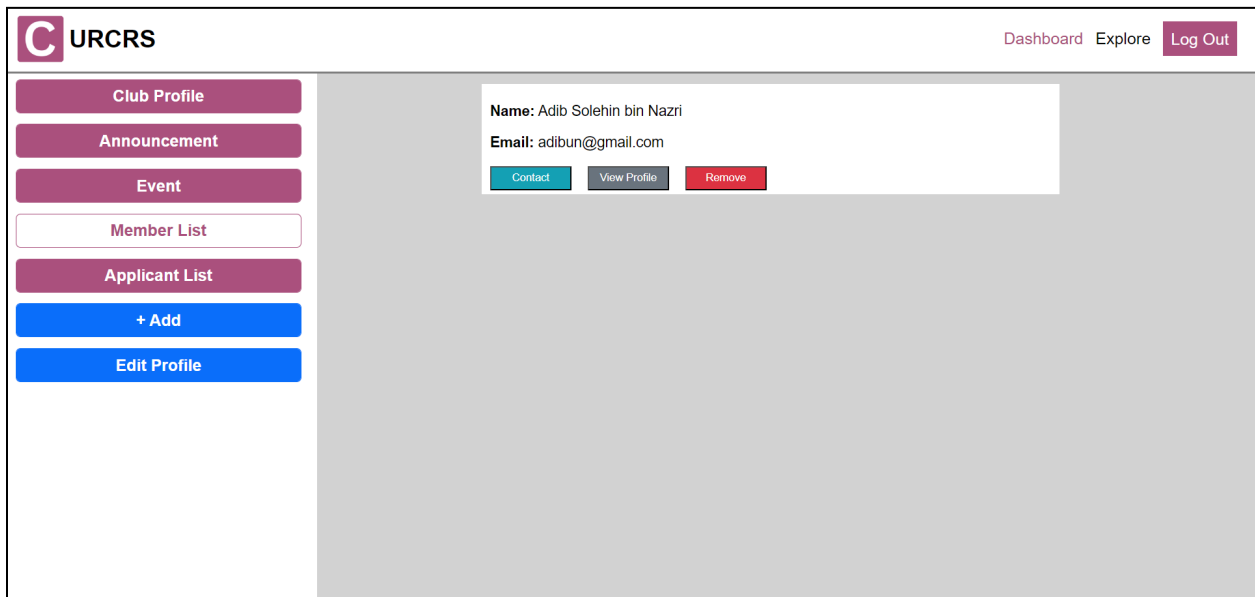 C URCRS
Dashboard Explore Log Out
Club Profile
Announcement
Event
Member List
Applicant List
+ Add
Edit Profile
Name: Adib Solehin bin Nazri
Email: adibun@gmail.com
Contact View Profile Remove